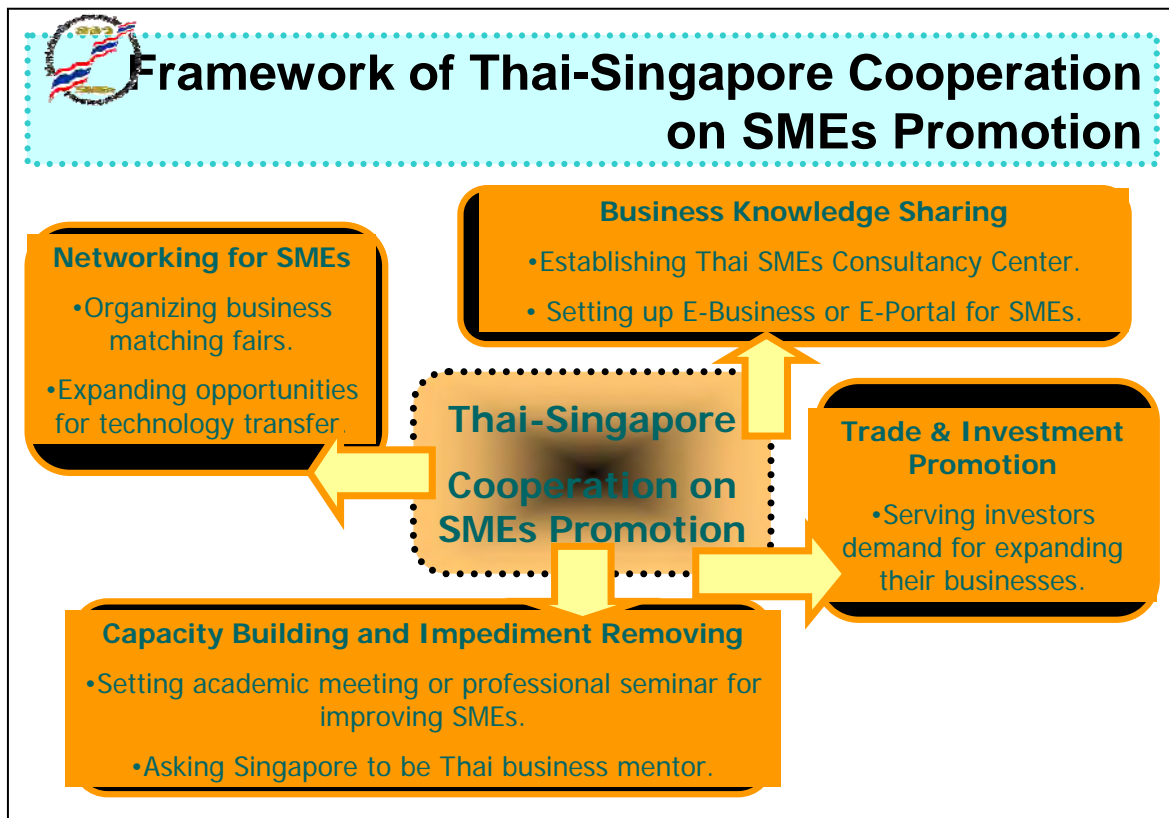 Framework of Thai-Singapore Cooperation
on SMEs Promotion
Business Knowledge Sharing
•Establishing Thai SMEs Consultancy Center.
• Setting up E-Business or E-Portal for SMEs.
Networking for SMEs
•Organizing business
matching fairs.
•Expanding opportunities
for technology transfer.
Thai-Singapore
Cooperation on
SMEs Promotion
Trade & Investment
Promotion
•Serving investors
demand for expanding
their businesses.
Capacity Building and Impediment Removing
•Setting academic meeting or professional seminar for
improving SMEs.
•Asking Singapore to be Thai business mentor.